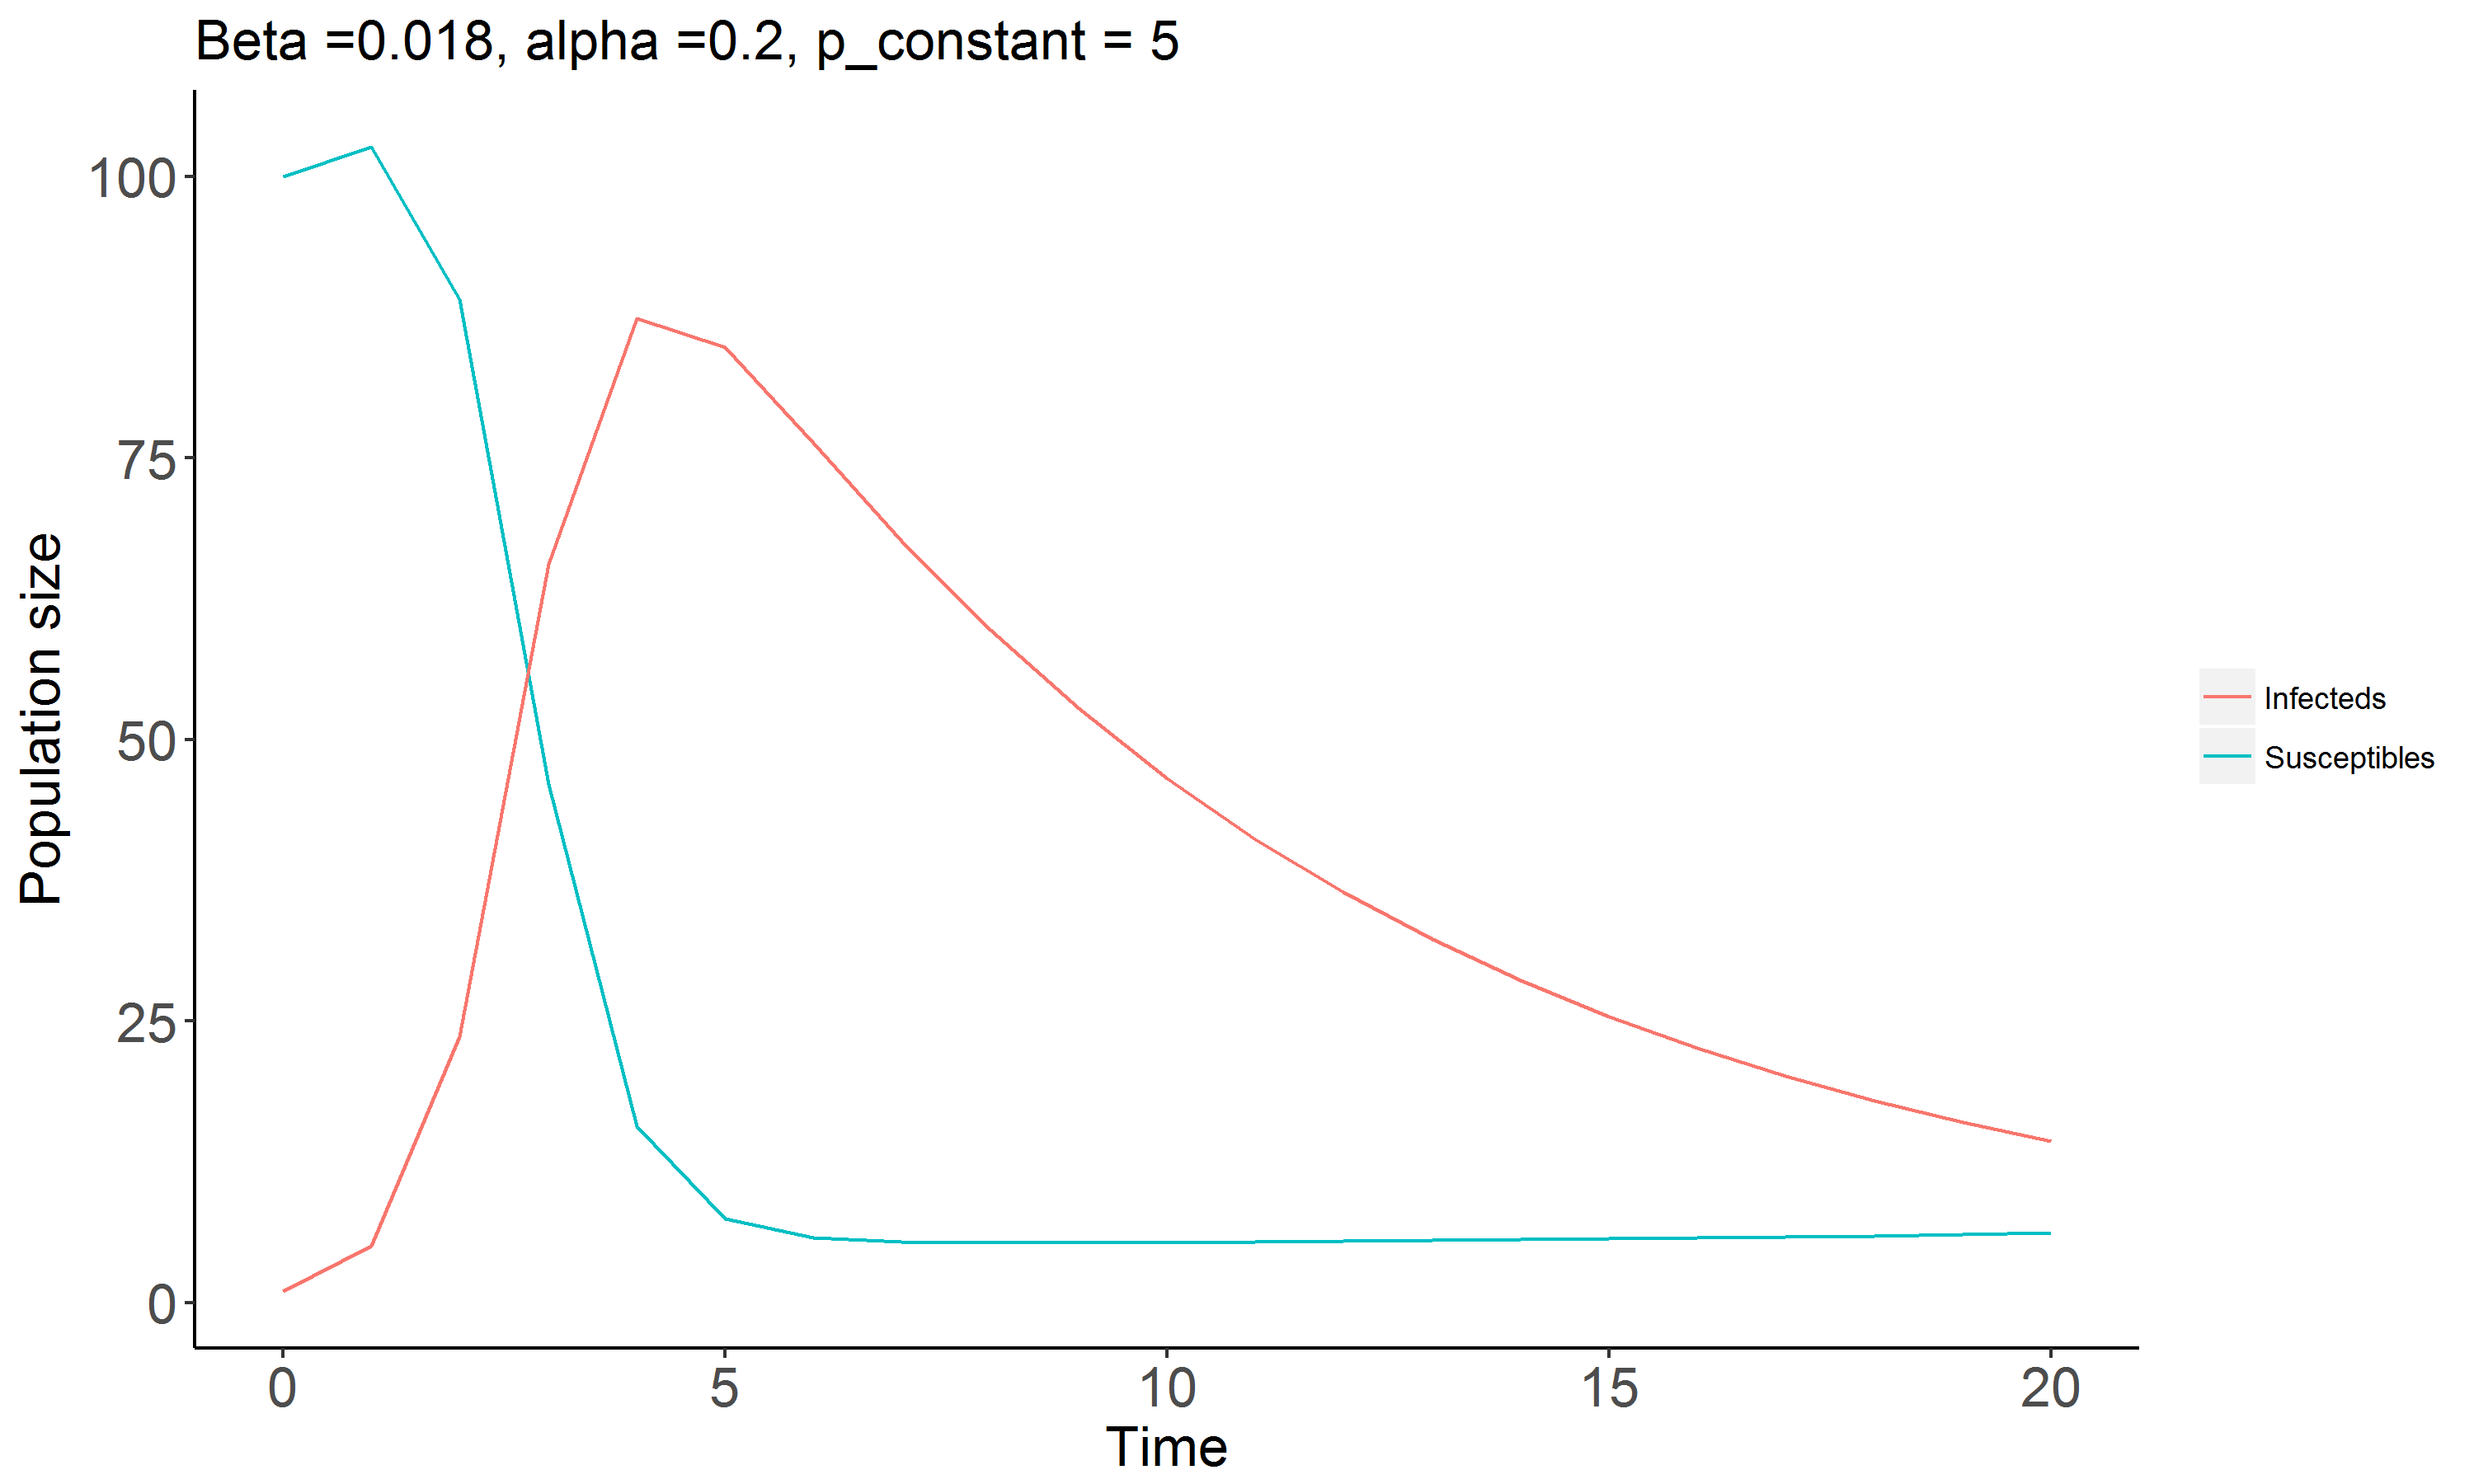 Beta =0.018, alpha =0.2, p_constant = 5
Population size
100
75
50
25
0
0 5 10 15 20
Time
Infecteds
Susceptibles